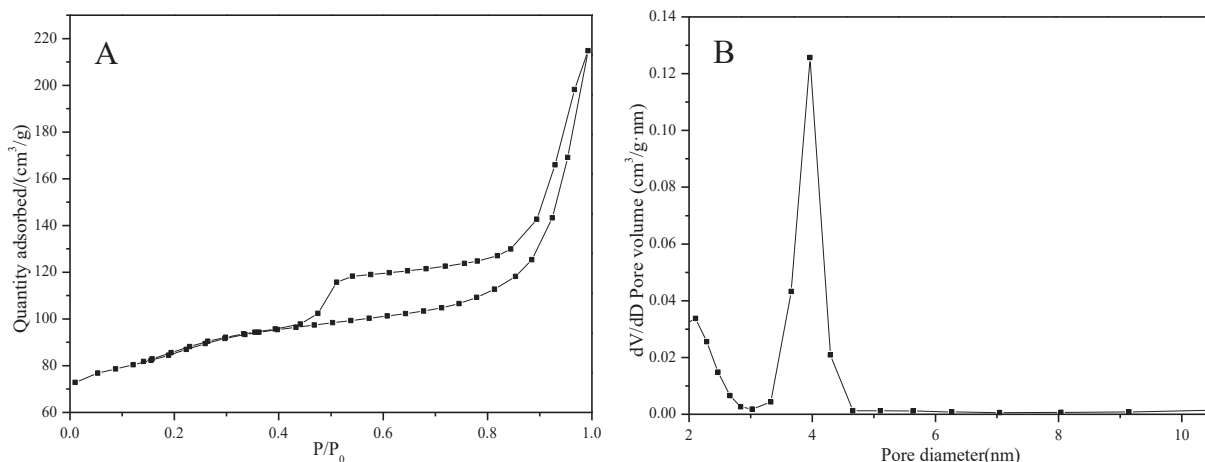 A
Quantity adsorbed/(cm³/g)
220
200
180
160
140
120
100
80
60
0.0 0.2 0.4 0.6 0.8 1.0
P/P₀
B
dV/dD Pore volume (cm³/g·nm)
0.14
0.12
0.10
0.08
0.06
0.04
0.02
0.00
2 4 6 8 10
Pore diameter(nm)